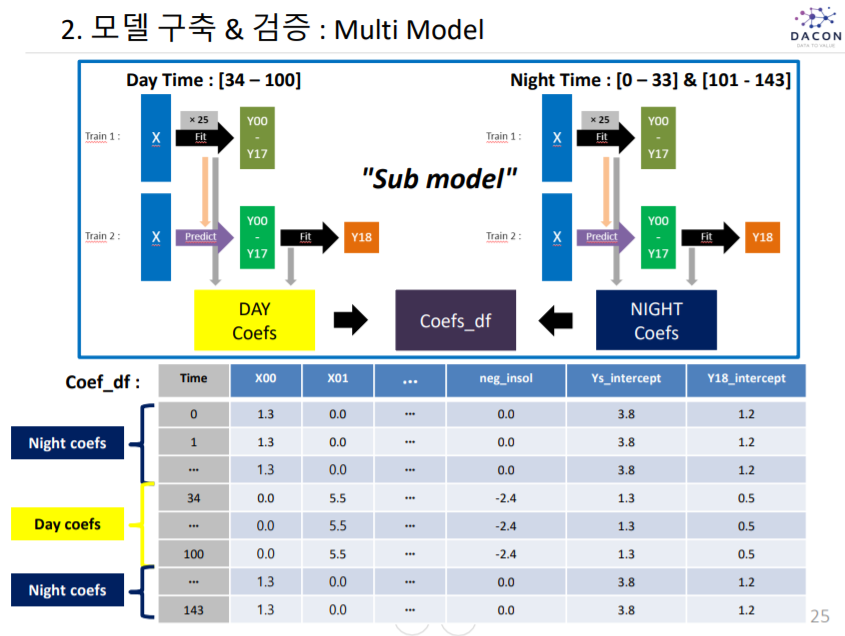 2. 모델 구축 & 검증 : Multi Model
DACON
DATA TO VALUE
Day Time : [34 – 100]
Night Time : [0 – 33] & [101 - 143]
Train 1 :
X
× 25
Fit
Y00
-
Y17
Train 2 :
X
Predict
Y00
-
Y17
Fit
Y18
"Sub model"
Train 1 :
X
× 25
Fit
Y00
-
Y17
Train 2 :
X
Predict
Y00
-
Y17
Fit
Y18
DAY
Coefs
Coefs_df
NIGHT
Coefs
Coef_df :
Time X00 X01 ... neg_insol Ys_intercept Y18_intercept
0 1.3 0.0 ... 0.0 3.8 1.2
1 1.3 0.0 ... 0.0 3.8 1.2
... 1.3 0.0 ... 0.0 3.8 1.2
34 0.0 5.5 ... -2.4 1.3 0.5
... 0.0 5.5 ... -2.4 1.3 0.5
100 0.0 5.5 ... -2.4 1.3 0.5
... 1.3 0.0 ... 0.0 3.8 1.2
143 1.3 0.0 ... 0.0 3.8 1.2
Night coefs
Day coefs
Night coefs
25